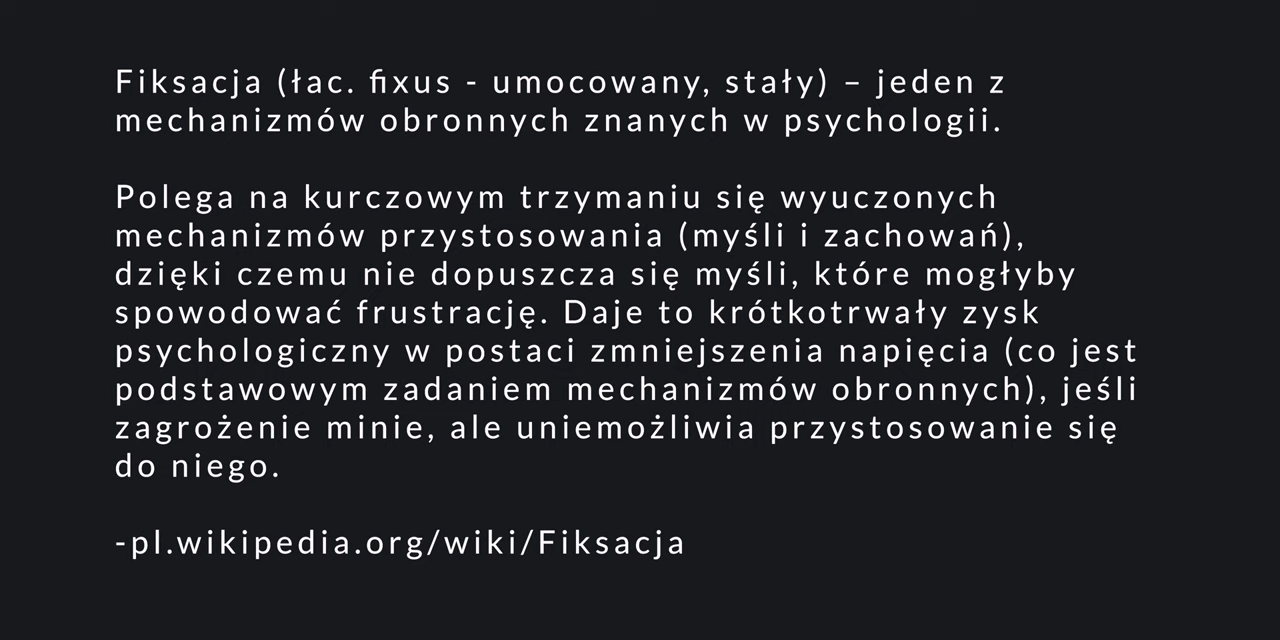 Fiksacja (łac. fixus - umocowany, stały) – jeden z
mechanizmów obronnych znanych w psychologii.
Polega na kurczowym trzymaniu się wyuczonych
mechanizmów przystosowania (myśli i zachowań),
dzięki czemu nie dopuszcza się myśli, które mogłyby
spowodować frustrację. Daje to krótkotrwały zysk
psychologiczny w postaci zmniejszenia napięcia (co jest
podstawowym zadaniem mechanizmów obronnych), jeśli
zagrożenie minie, ale uniemożliwia przystosowanie się
do niego.
-pl.wikipedia.org/wiki/Fiksacja